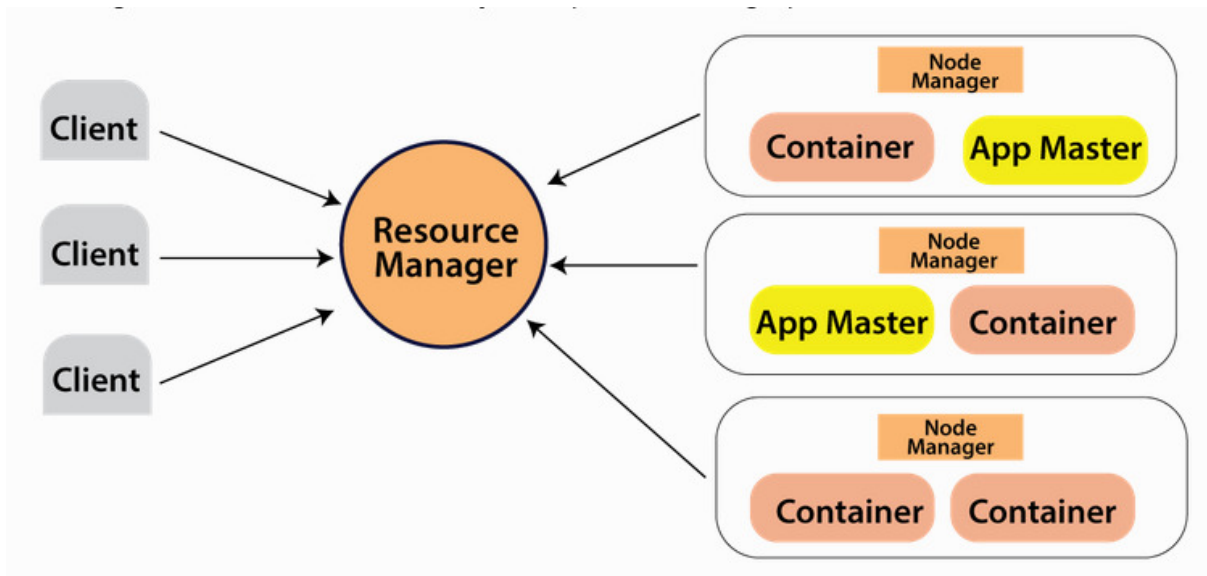 Client
Client
Client
Resource
Manager
Node
Manager
Container
App Master
Node
Manager
App Master
Container
Node
Manager
Container
Container